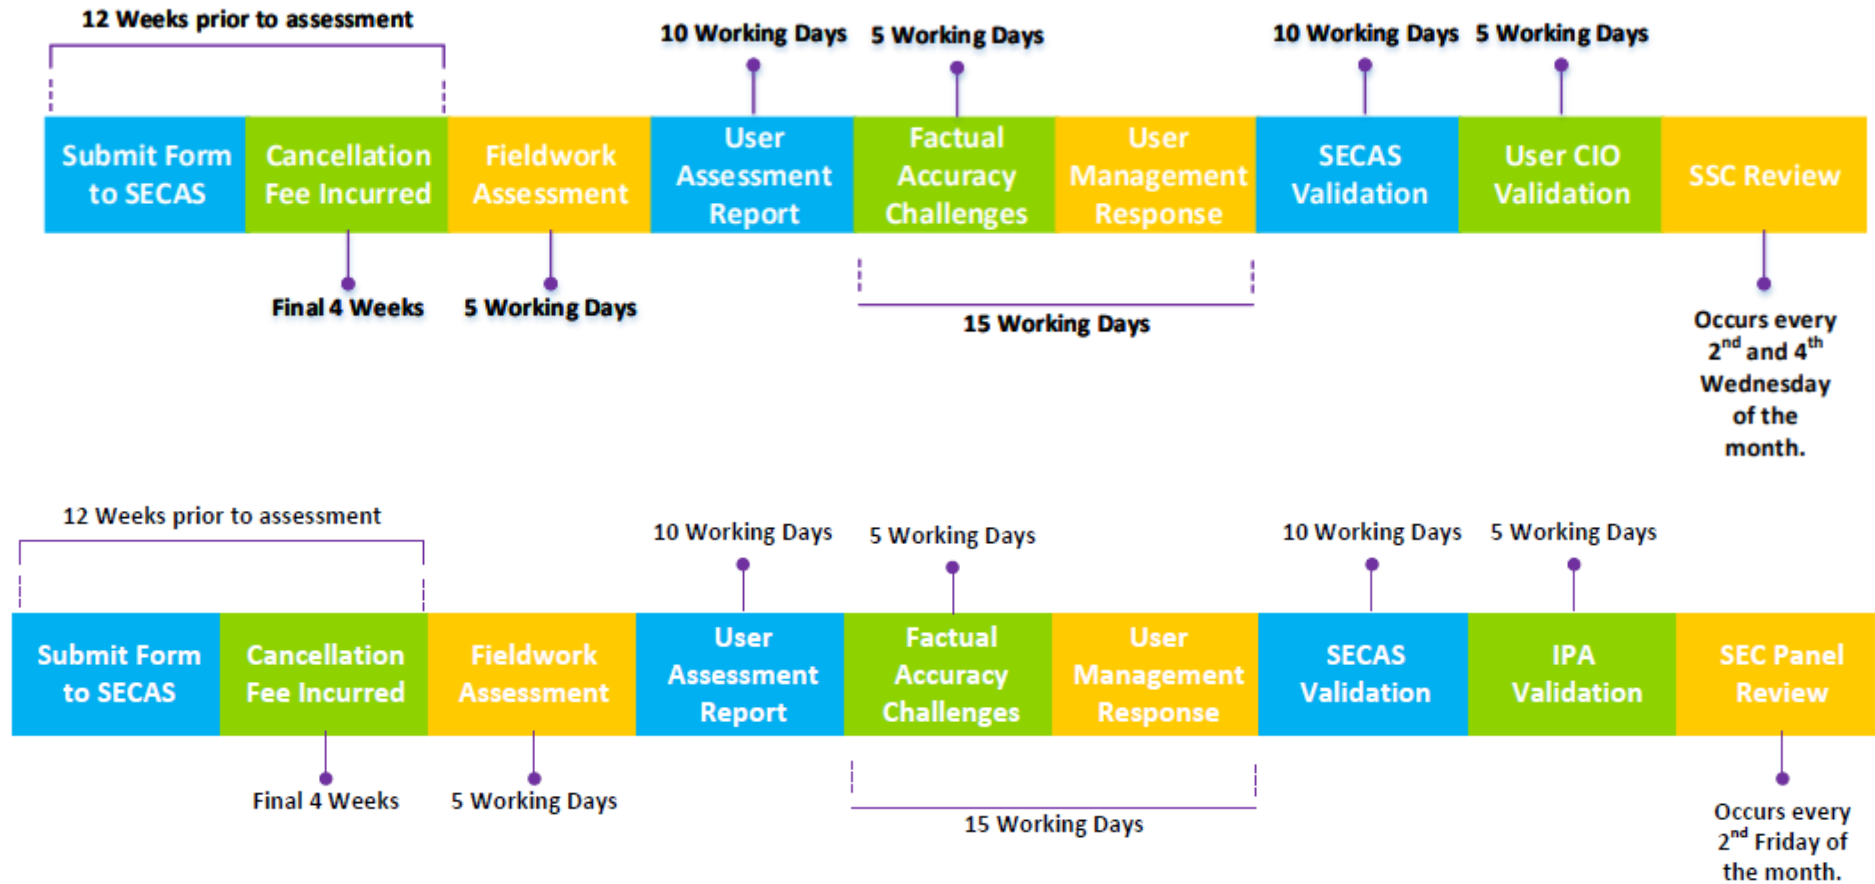 12 Weeks prior to assessment
10 Working Days
5 Working Days
10 Working Days
5 Working Days
Submit Form
to SECAS
Cancellation
Fee Incurred
Fieldwork
Assessment
User
Assessment
Report
Factual
Accuracy
Challenges
User
Management
Response
SECAS
Validation
User CIO
Validation
SSC Review
Final 4 Weeks
5 Working Days
15 Working Days
Occurs every
2nd and 4th
Wednesday
of the
month.
12 Weeks prior to assessment
10 Working Days
5 Working Days
10 Working Days
5 Working Days
Submit Form
to SECAS
Cancellation
Fee Incurred
Fieldwork
Assessment
User
Assessment
Report
Factual
Accuracy
Challenges
User
Management
Response
SECAS
Validation
IPA
Validation
SEC Panel
Review
Final 4 Weeks
5 Working Days
15 Working Days
Occurs every
2nd Friday of
the month.